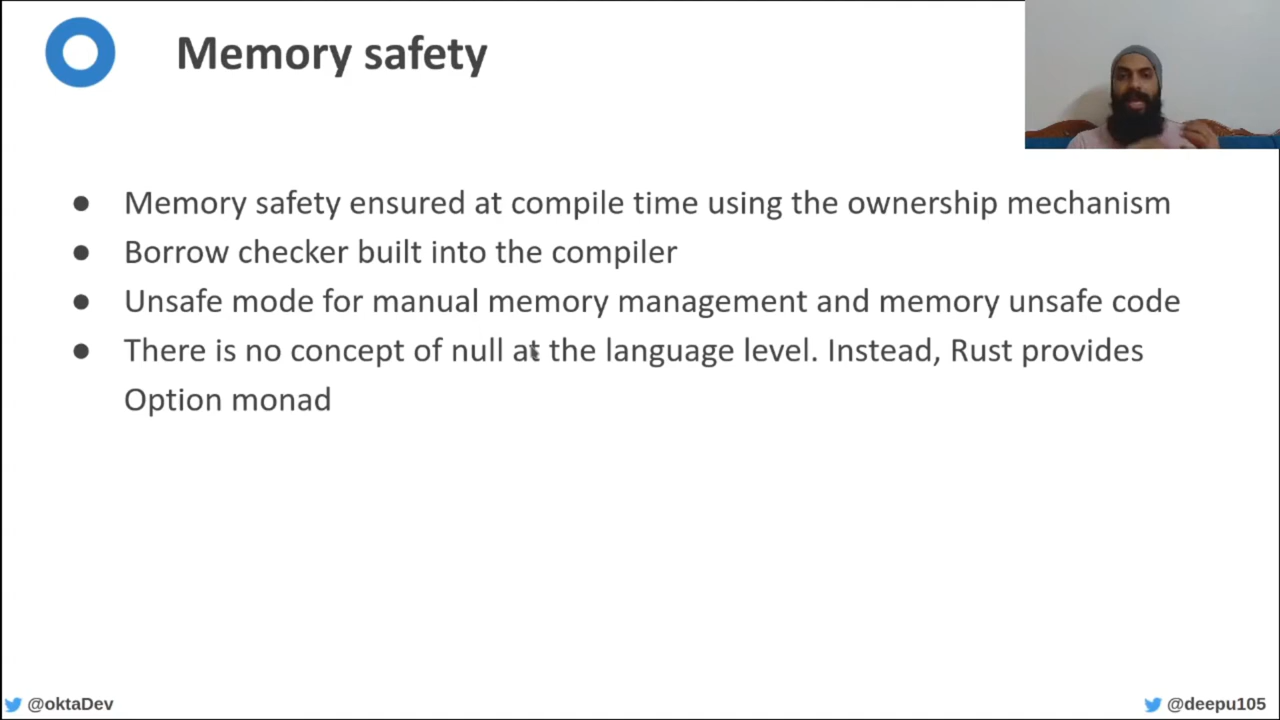 Memory safety
● Memory safety ensured at compile time using the ownership mechanism
● Borrow checker built into the compiler
● Unsafe mode for manual memory management and memory unsafe code
● There is no concept of null at the language level. Instead, Rust provides
Option monad
@oktaDev
@deepu105